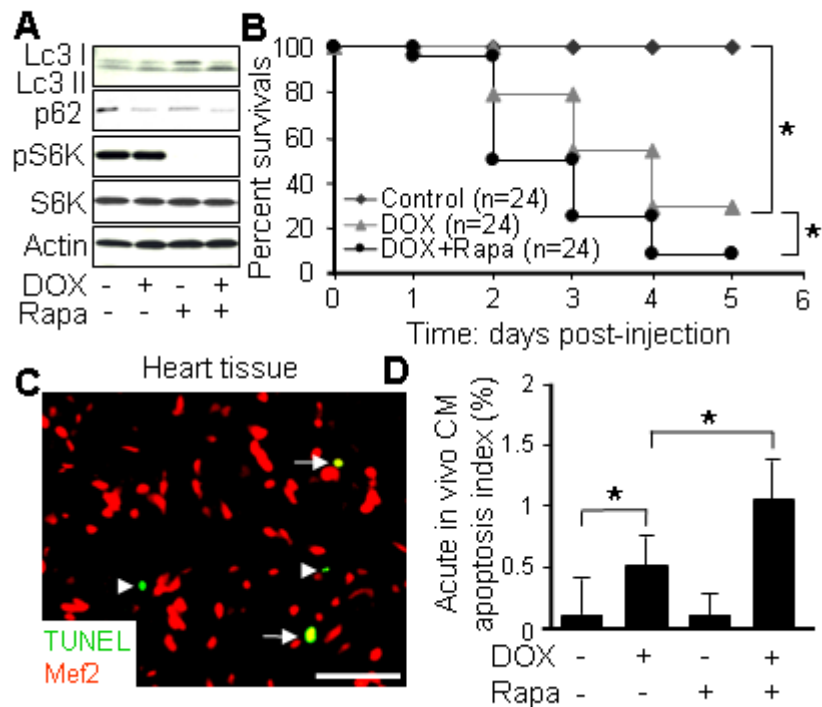 A
Lc3 I
Lc3 II
p62
pS6K
S6K
Actin
DOX - + - +
Rapa - - + +
B
Percent survivals
100
80
60
40
20
0
Control (n=24)
DOX (n=24)
DOX+Rapa (n=24)
*
*
0 1 2 3 4 5 6
Time: days post-injection
C
Heart tissue
TUNEL
Mef2
D
Acute in vivo CM
apoptosis index (%)
2
1.5
1
0.5
0
*
*
DOX - + - +
Rapa - - + +